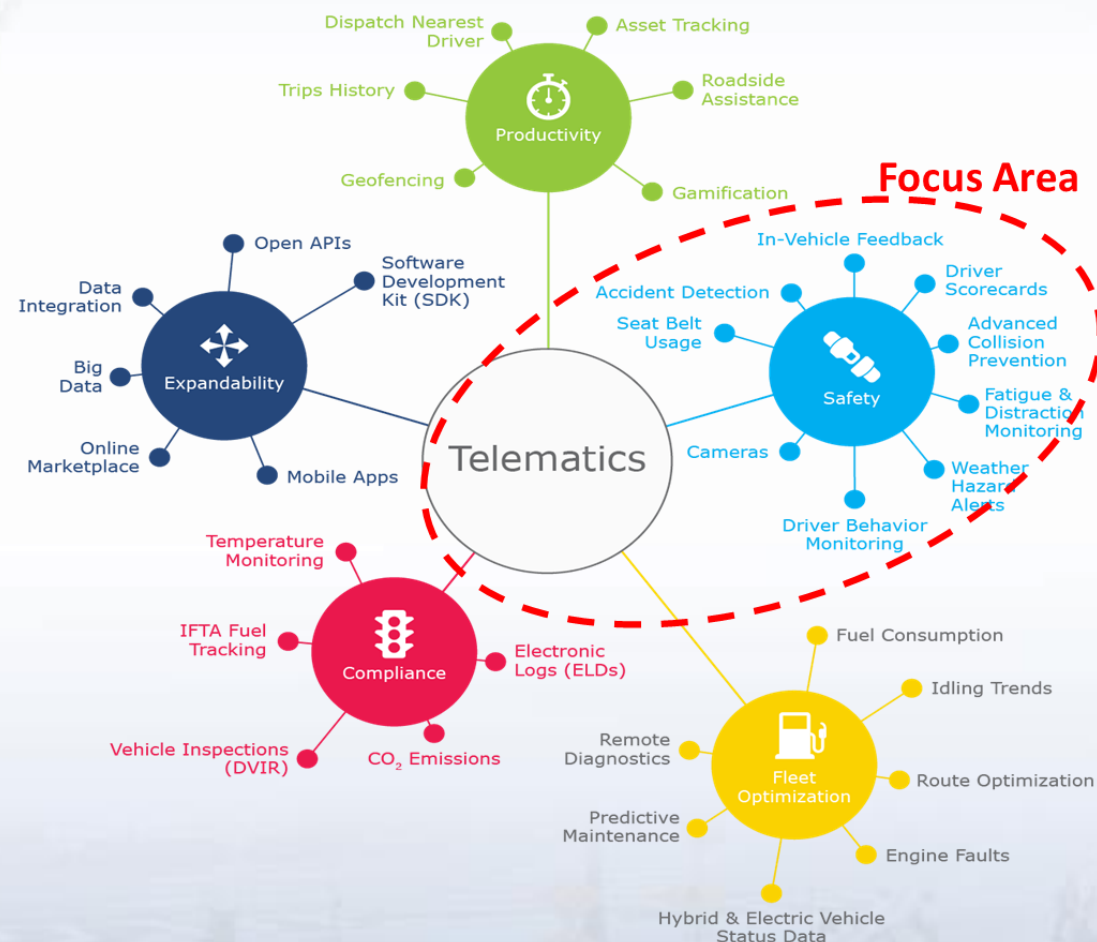 Dispatch Nearest
Driver
Asset Tracking
Trips History
Roadside
Assistance
Productivity
Geofencing
Gamification
Focus Area
Open APIs
Software
Development
Kit (SDK)
Data
Integration
Big
Data
Expandability
Online
Marketplace
Mobile Apps
In-Vehicle Feedback
Accident Detection
Driver
Scorecards
Seat Belt
Usage
Advanced
Collision
Prevention
Safety
Fatigue &
Distraction
Monitoring
Cameras
Weather
Hazard
Alerts
Driver Behavior
Monitoring
Telematics
Temperature
Monitoring
IFTA Fuel
Tracking
Compliance
Electronic
Logs (ELDs)
Vehicle Inspections
(DVIR)
CO₂ Emissions
Fuel Consumption
Idling Trends
Remote
Diagnostics
Fleet
Optimization
Route Optimization
Predictive
Maintenance
Engine Faults
Hybrid & Electric Vehicle
Status Data